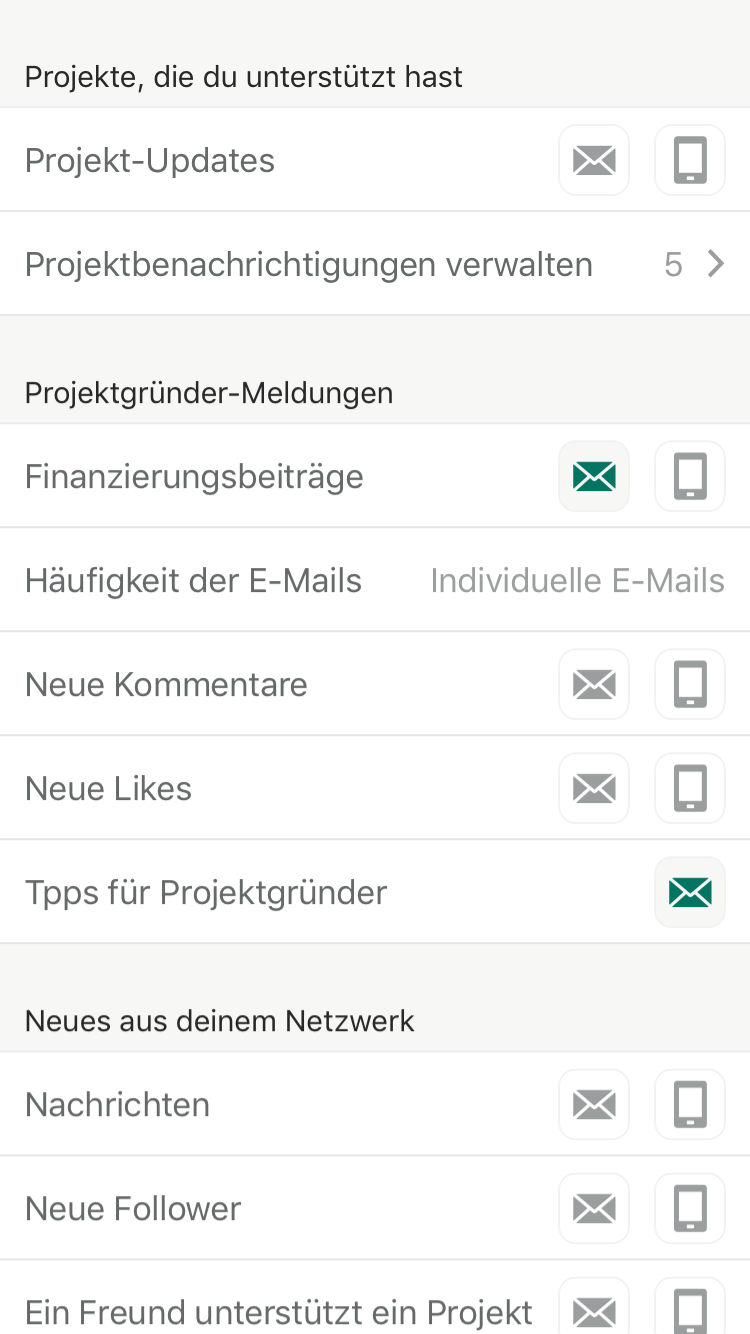 Projekte, die du unterstützt hast
Projekt-Updates
Projektbenachrichtigungen verwalten 5
Projektgründer-Meldungen
Finanzierungsbeiträge
Häufigkeit der E-Mails Individuelle E-Mails
Neue Kommentare
Neue Likes
Tpps für Projektgründer
Neues aus deinem Netzwerk
Nachrichten
Neue Follower
Ein Freund unterstützt ein Projekt